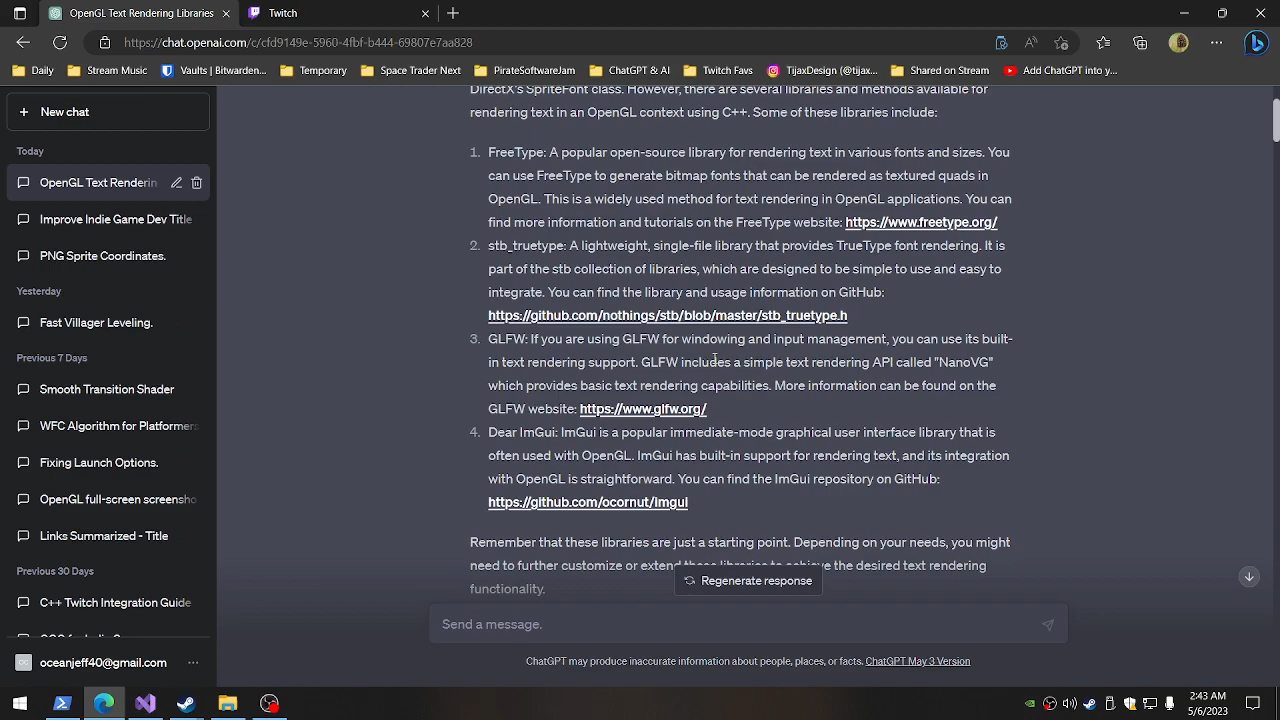 OpenGL Text Rendering Libraries
Twitch
https://chat.openai.com/c/cfd9149e-5960-4fbf-b444-69807e7aa828
Daily
Stream Music
Vaults | Bitwarden...
Temporary
Space Trader Next
PirateSoftwareJam
ChatGPT & AI
Twitch Favs
TijaxDesign (@tijax...
Shared on Stream
Add ChatGPT into y...
New chat
Today
OpenGL Text Renderin
Improve Indie Game Dev Title
PNG Sprite Coordinates.
Yesterday
Fast Villager Leveling.
Previous 7 Days
Smooth Transition Shader
WFC Algorithm for Platformers
Fixing Launch Options.
OpenGL full-screen screensho
Links Summarized - Title
Previous 30 Days
C++ Twitch Integration Guide
oceanjeff40@gmail.com
DirectX's SpriteFont class. However, there are several libraries and methods available for
rendering text in an OpenGL context using C++. Some of these libraries include:
1. FreeType: A popular open-source library for rendering text in various fonts and sizes. You
can use FreeType to generate bitmap fonts that can be rendered as textured quads in
OpenGL. This is a widely used method for text rendering in OpenGL applications. You can
find more information and tutorials on the FreeType website: https://www.freetype.org/
2. stb_truetype: A lightweight, single-file library that provides TrueType font rendering. It is
part of the stb collection of libraries, which are designed to be simple to use and easy to
integrate. You can find the library and usage information on GitHub:
https://github.com/nothings/stb/blob/master/stb_truetype.h
3. GLFW: If you are using GLFW for windowing and input management, you can use its built-
in text rendering support. GLFW includes a simple text rendering API called "NanoVG"
which provides basic text rendering capabilities. More information can be found on the
GLFW website: https://www.glfw.org/
4. Dear ImGui: ImGui is a popular immediate-mode graphical user interface library that is
often used with OpenGL. ImGui has built-in support for rendering text, and its integration
with OpenGL is straightforward. You can find the ImGui repository on GitHub:
https://github.com/ocornut/imgui
Remember that these libraries are just a starting point. Depending on your needs, you might
need to further customize or extend these libraries to achieve the desired text rendering
functionality.
Regenerate response
Send a message.
ChatGPT may produce inaccurate information about people, places, or facts. ChatGPT May 3 Version
2:43 AM
5/6/2023